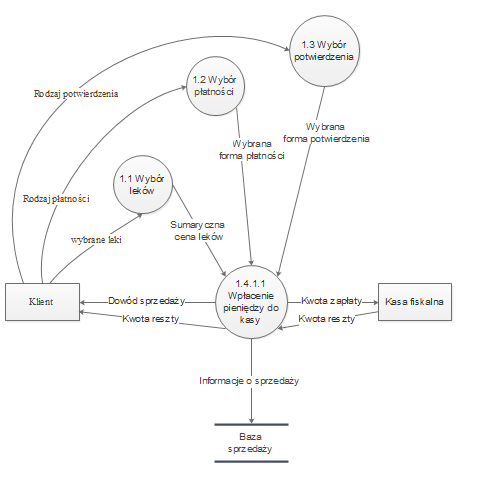 1.3 Wybór
potwierdzenia
1.2 Wybór
płatności
Rodzaj potwierdzenia
Wybrana
forma potwierdzenia
Wybrana
forma płatności
1.1 Wybór
leków
Rodzaj płatności
Sumaryczna
cena leków
wybrane leki
1.4.1.1
Wpłacenie
pieniędzy do
kasy
Klient
Dowód sprzedaży
Kwota zapłaty
Kasa fiskalna
Kwota reszty
Kwota reszty
Informacje o sprzedaży
Baza
sprzedaży